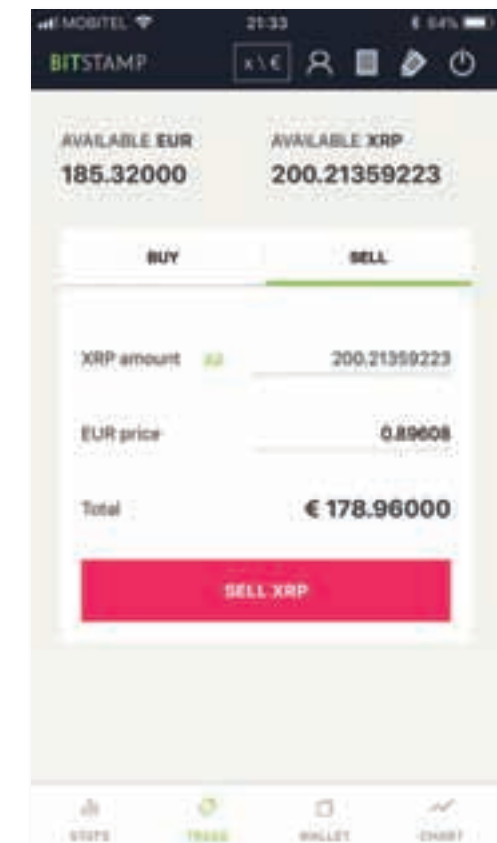 MOBITEL 21:33 64%
BITSTAMP x \ €
AVAILABLE EUR AVAILABLE XRP
185.32000 200.21359223
BUY SELL
XRP amount 200.21359223
EUR price 0.89608
Total € 178.96000
SELL XRP
STATS TRADE WALLET CHART